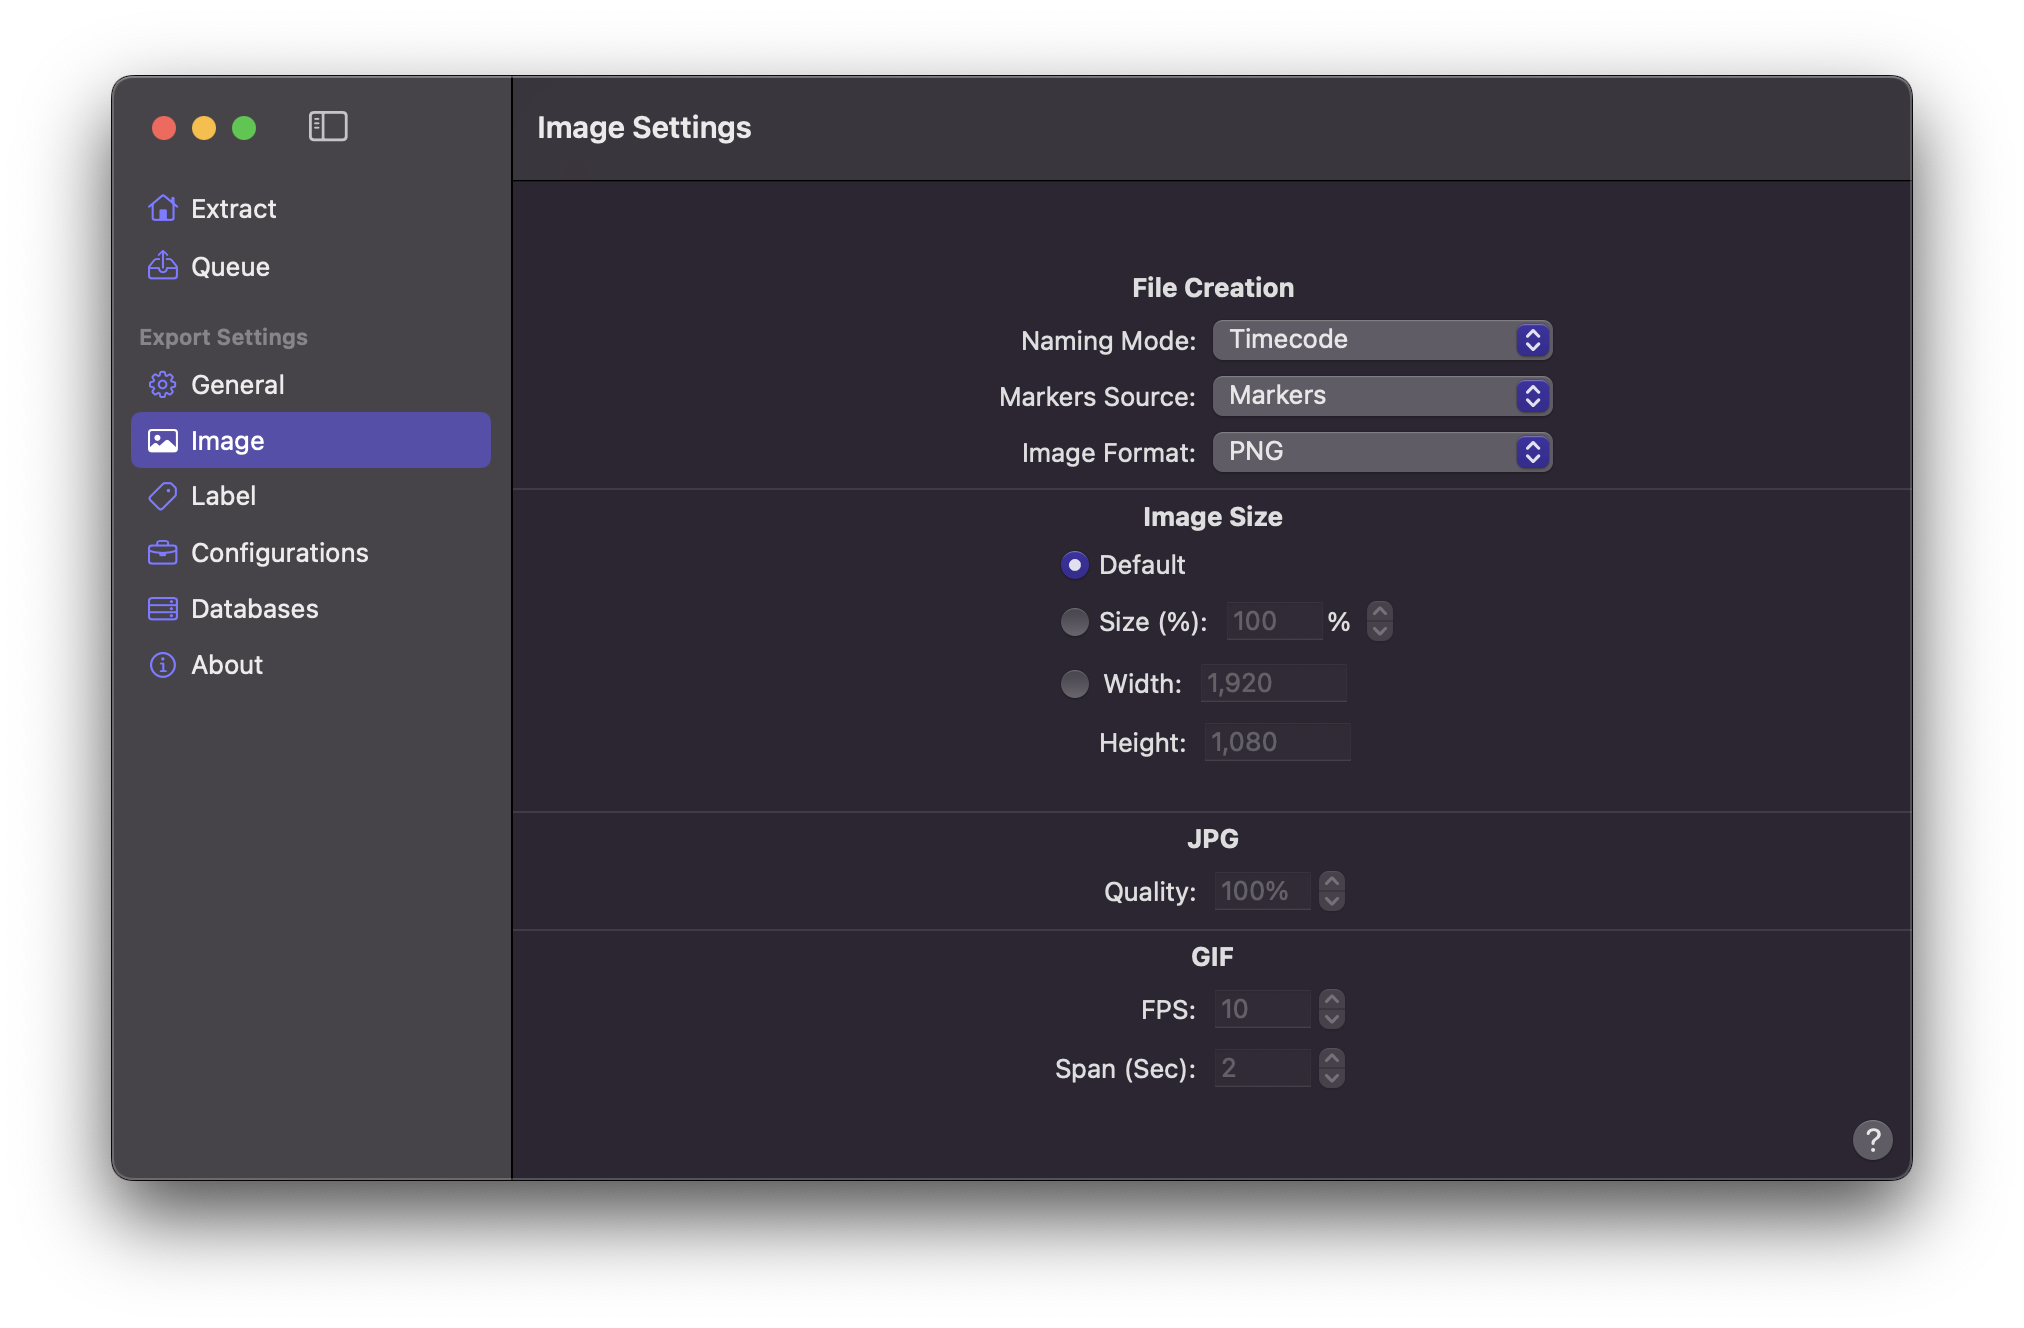 Image Settings
Extract
Queue
Export Settings
General
Image
Label
Configurations
Databases
About
File Creation
Naming Mode: Timecode
Markers Source: Markers
Image Format: PNG
Image Size
Default
Size (%): 100 %
Width: 1,920
Height: 1,080
JPG
Quality: 100%
GIF
FPS: 10
Span (Sec): 2
?